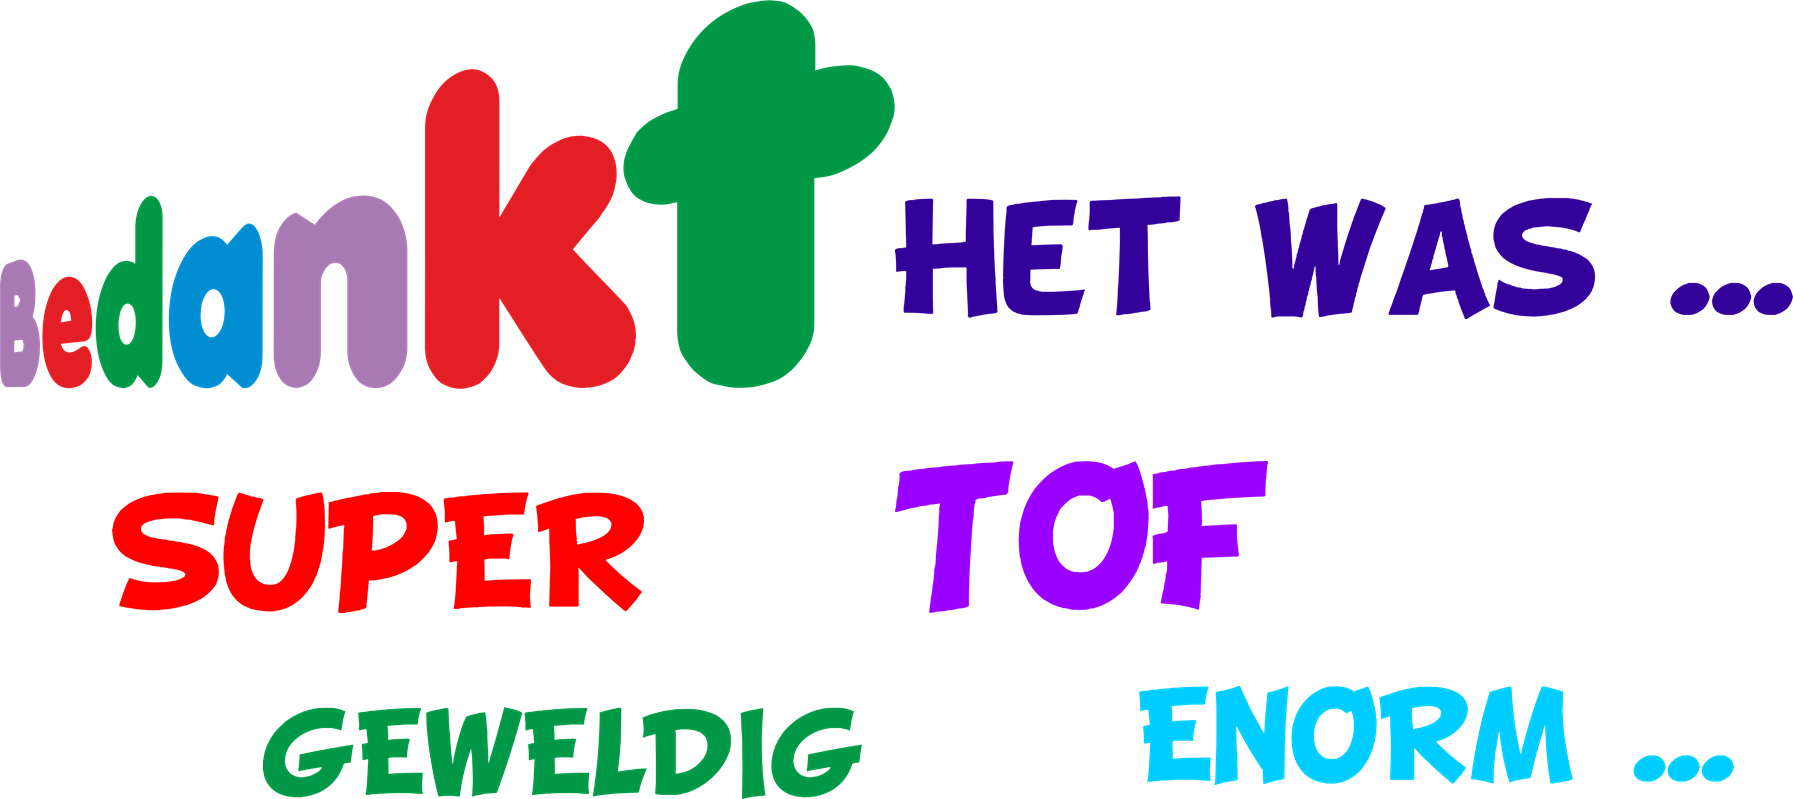 Bedankt HET WAS ...
SUPER TOF
GEWELDIG ENORM ...